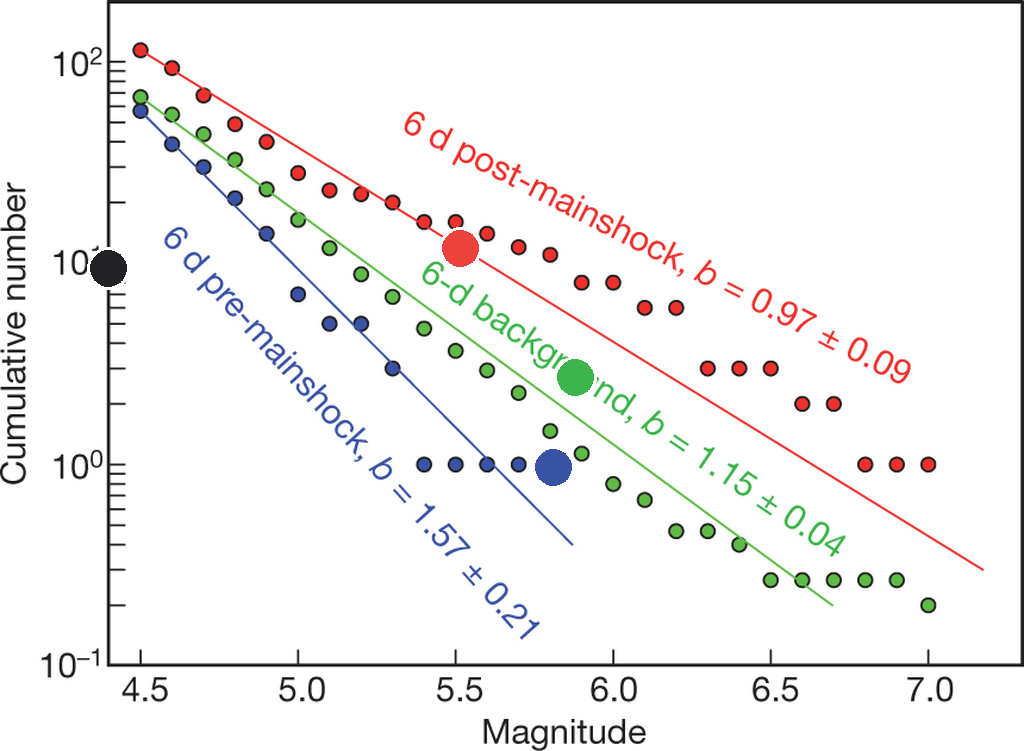 10²
10⁰
10⁻¹
Cumulative number
6 d post-mainshock, b = 0.97 ± 0.09
6-d b = 1.15 ± 0.04
6 d pre-mainshock, b = 1.57 ± 0.21
4.5 5.0 5.5 6.0 6.5 7.0
Magnitude